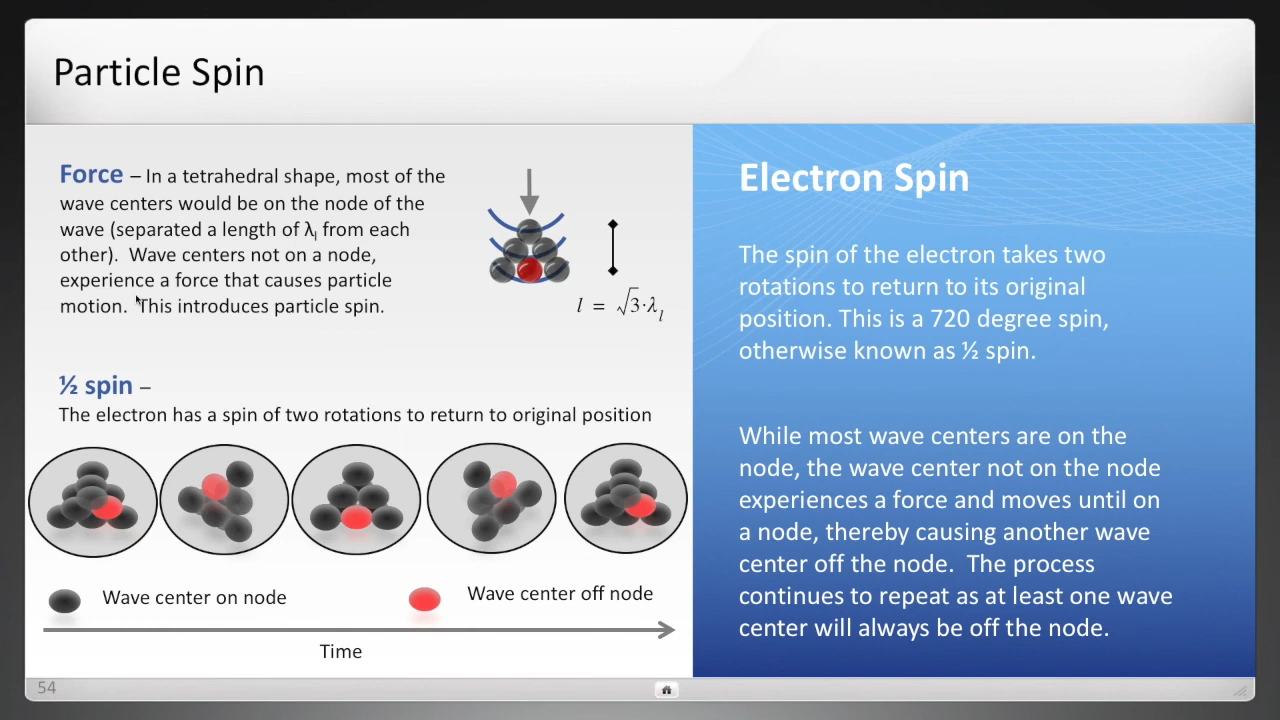 Particle Spin
Force – In a tetrahedral shape, most of the
wave centers would be on the node of the
wave (separated a length of λl from each
other).  Wave centers not on a node,
experience a force that causes particle
motion.  This introduces particle spin.
l = √3·λl
½ spin –
The electron has a spin of two rotations to return to original position
Wave center on node
Wave center off node
Time
Electron Spin
The spin of the electron takes two
rotations to return to its original
position. This is a 720 degree spin,
otherwise known as ½ spin.
While most wave centers are on the
node, the wave center not on the node
experiences a force and moves until on
a node, thereby causing another wave
center off the node.  The process
continues to repeat as at least one wave
center will always be off the node.
54